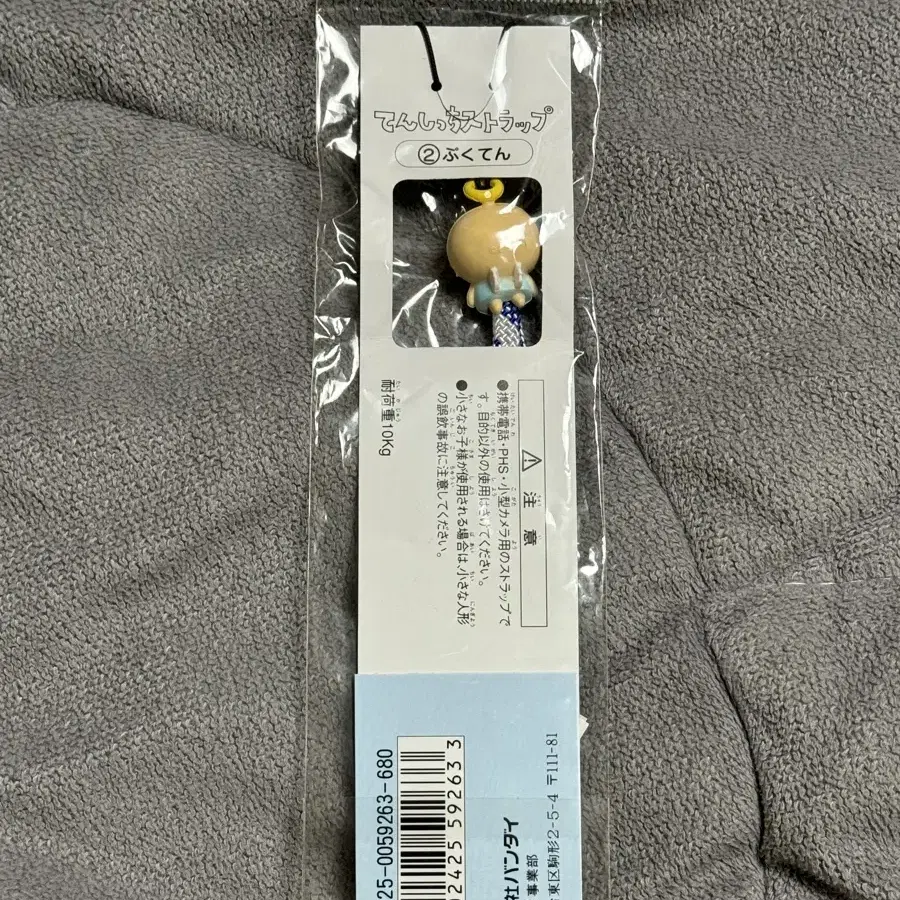 てんしっちストラップ
②ぷくてん
注意
●携帯電話・PHS・小型カメラ用のストラップで
す。目的以外の使用はさけてください。
●小さなお子様が使用される場合は、小さな人形
の誤飲事故に注意してください。
耐荷重10Kg
25-0059263-680
2425 59263 3
社バンダイ
事業部
東区駒形2-5-4 〒111-81